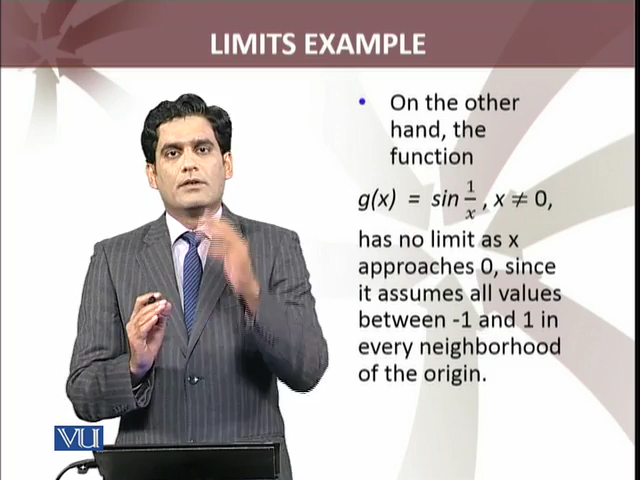 LIMITS EXAMPLE
• On the other
hand, the
function
g(x) = sin 1/x , x ≠ 0,
has no limit as x
approaches 0, since
it assumes all values
between -1 and 1 in
every neighborhood
of the origin.
VU